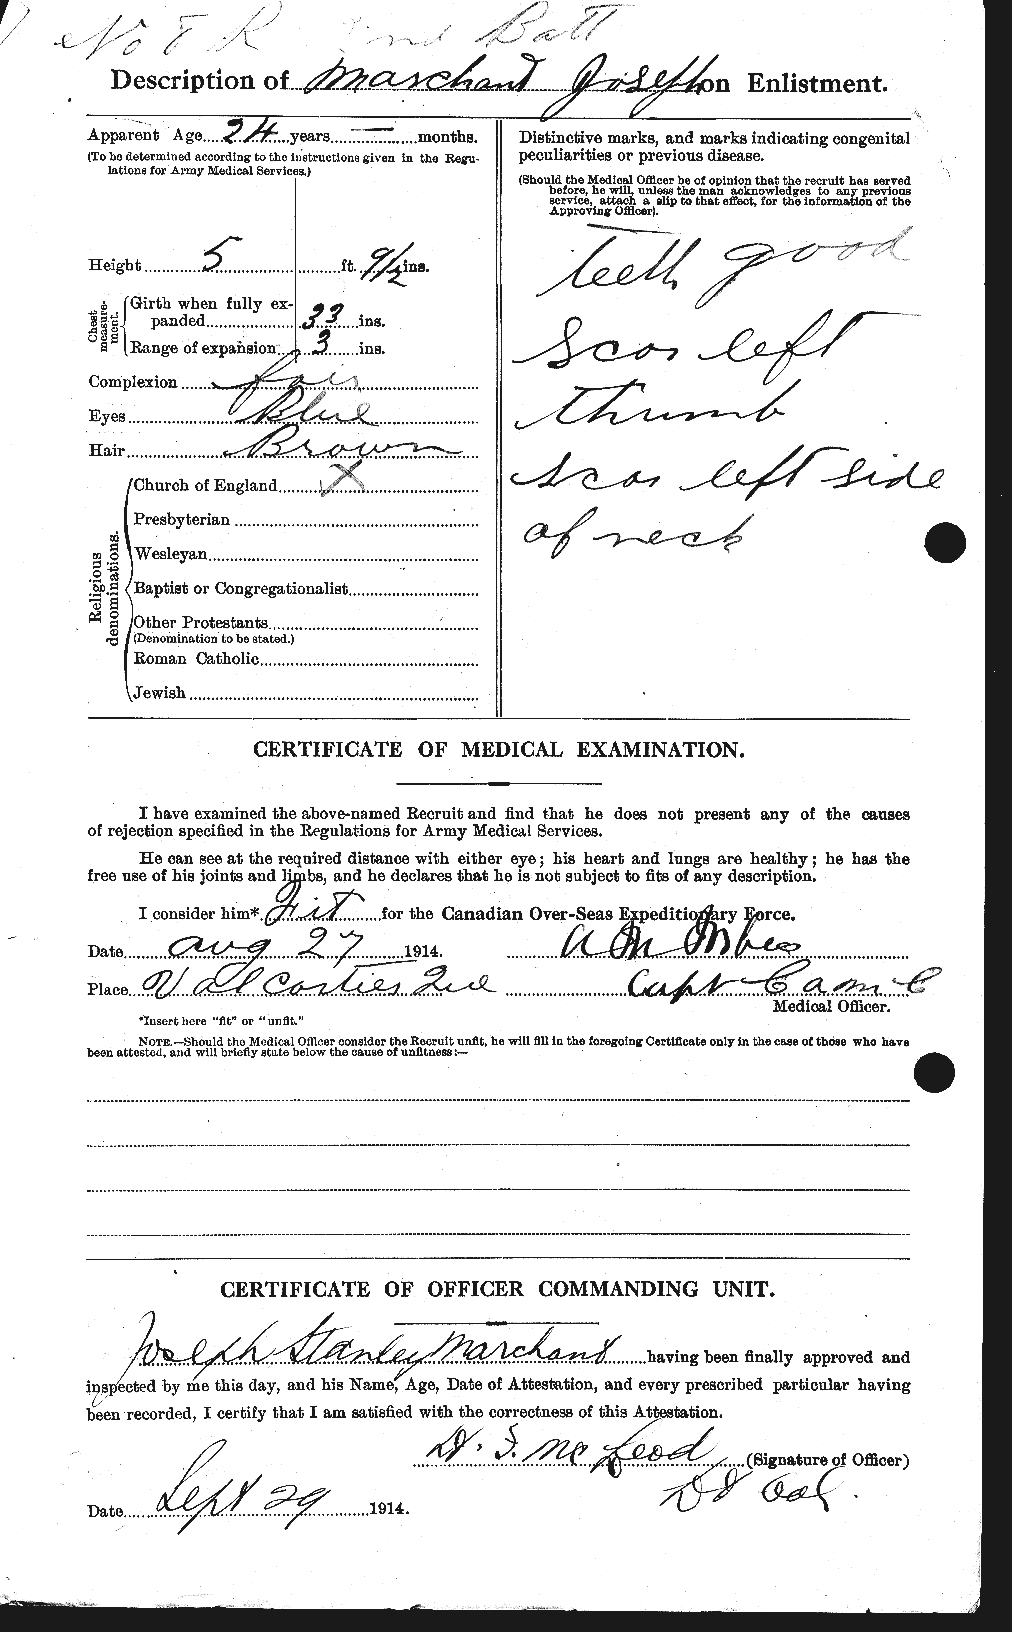 No Batt
Description of Marchant Joseph on Enlistment.
Apparent Age 24 years — months.
(To be determined according to the instructions given in the Regu-
lations for Army Medical Services.)
Height 5 ft. 9 1/2 ins.
Chest measure-ment.
Girth when fully ex-
panded 33 ins.
Range of expansion 3 ins.
Complexion fair
Eyes Blue
Hair Brown
Religious denominations.
Church of England X
Presbyterian
Wesleyan
Baptist or Congregationalist
Other Protestants
(Denomination to be stated.)
Roman Catholic
Jewish
Distinctive marks, and marks indicating congenital
peculiarities or previous disease.
(Should the Medical Officer be of opinion that the recruit has served
before, he will, unless the man acknowledges to any previous
service, attach a slip to that effect, for the information of the
Approving Officer).
teeth good
scar left
thumb
scar left side
of neck
CERTIFICATE OF MEDICAL EXAMINATION.
I have examined the above-named Recruit and find that he does not present any of the causes
of rejection specified in the Regulations for Army Medical Services.
He can see at the required distance with either eye; his heart and lungs are healthy; he has the
free use of his joints and limbs, and he declares that he is not subject to fits of any description.
I consider him* Fit for the Canadian Over-Seas Expeditionary Force.
Date Aug 27 1914.
Place Valcartier Que Capt C am C
Medical Officer.
*Insert here "fit" or "unfit."
NOTE.—Should the Medical Officer consider the Recruit unfit, he will fill in the foregoing Certificate only in the case of those who have
been attested, and will briefly state below the cause of unfitness:—
CERTIFICATE OF OFFICER COMMANDING UNIT.
Joseph Stanley Marchant having been finally approved and
inspected by me this day, and his Name, Age, Date of Attestation, and every prescribed particular having
been recorded, I certify that I am satisfied with the correctness of this Attestation.
McLeod (Signature of Officer)
Date Sept 29 1914.